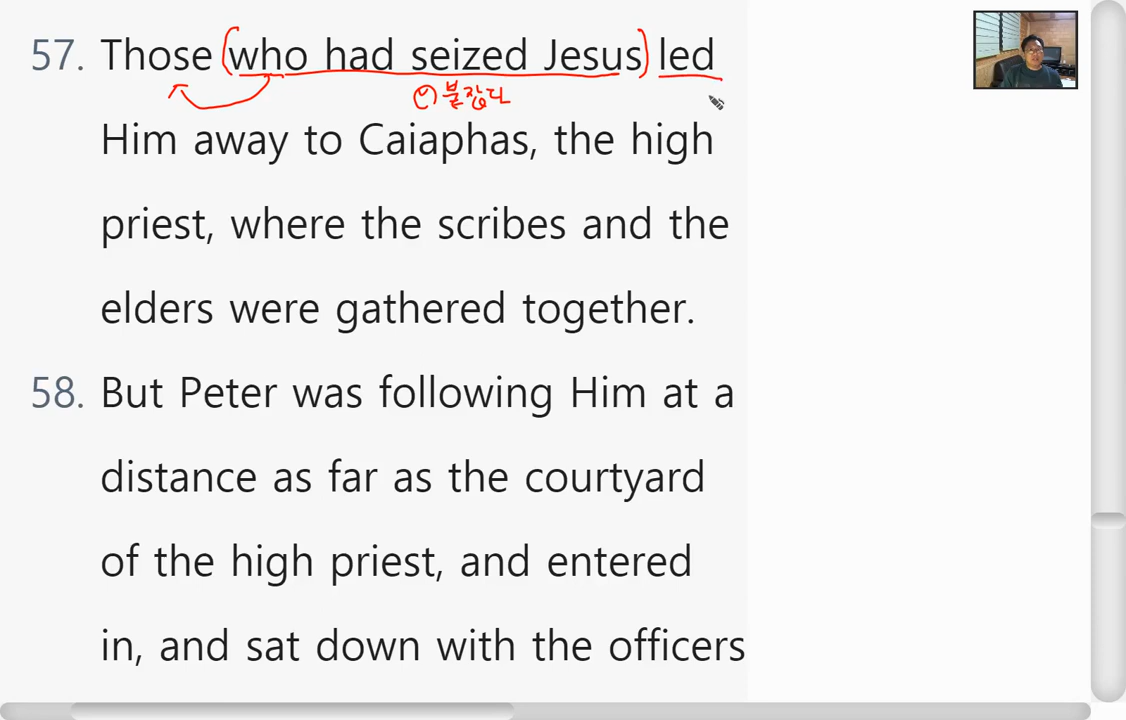 57. Those (who had seized Jesus) led
(v) 붙잡다
Him away to Caiaphas, the high
priest, where the scribes and the
elders were gathered together.
58. But Peter was following Him at a
distance as far as the courtyard
of the high priest, and entered
in, and sat down with the officers